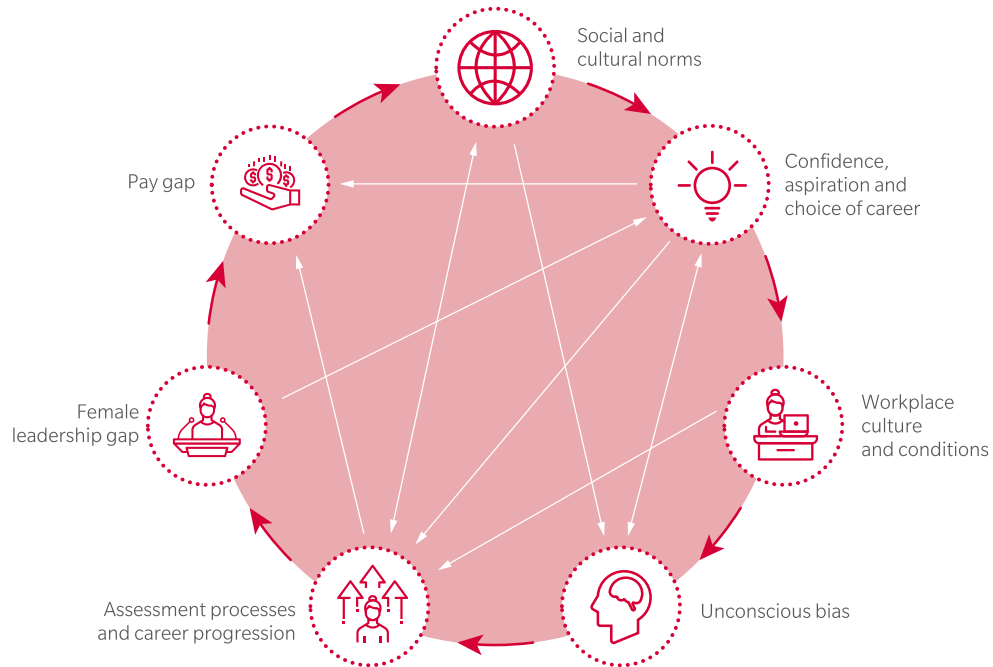 Social and
cultural norms
Confidence,
aspiration and
choice of career
Pay gap
Workplace
culture
and conditions
Female
leadership gap
Unconscious bias
Assessment processes
and career progression
$
$
$